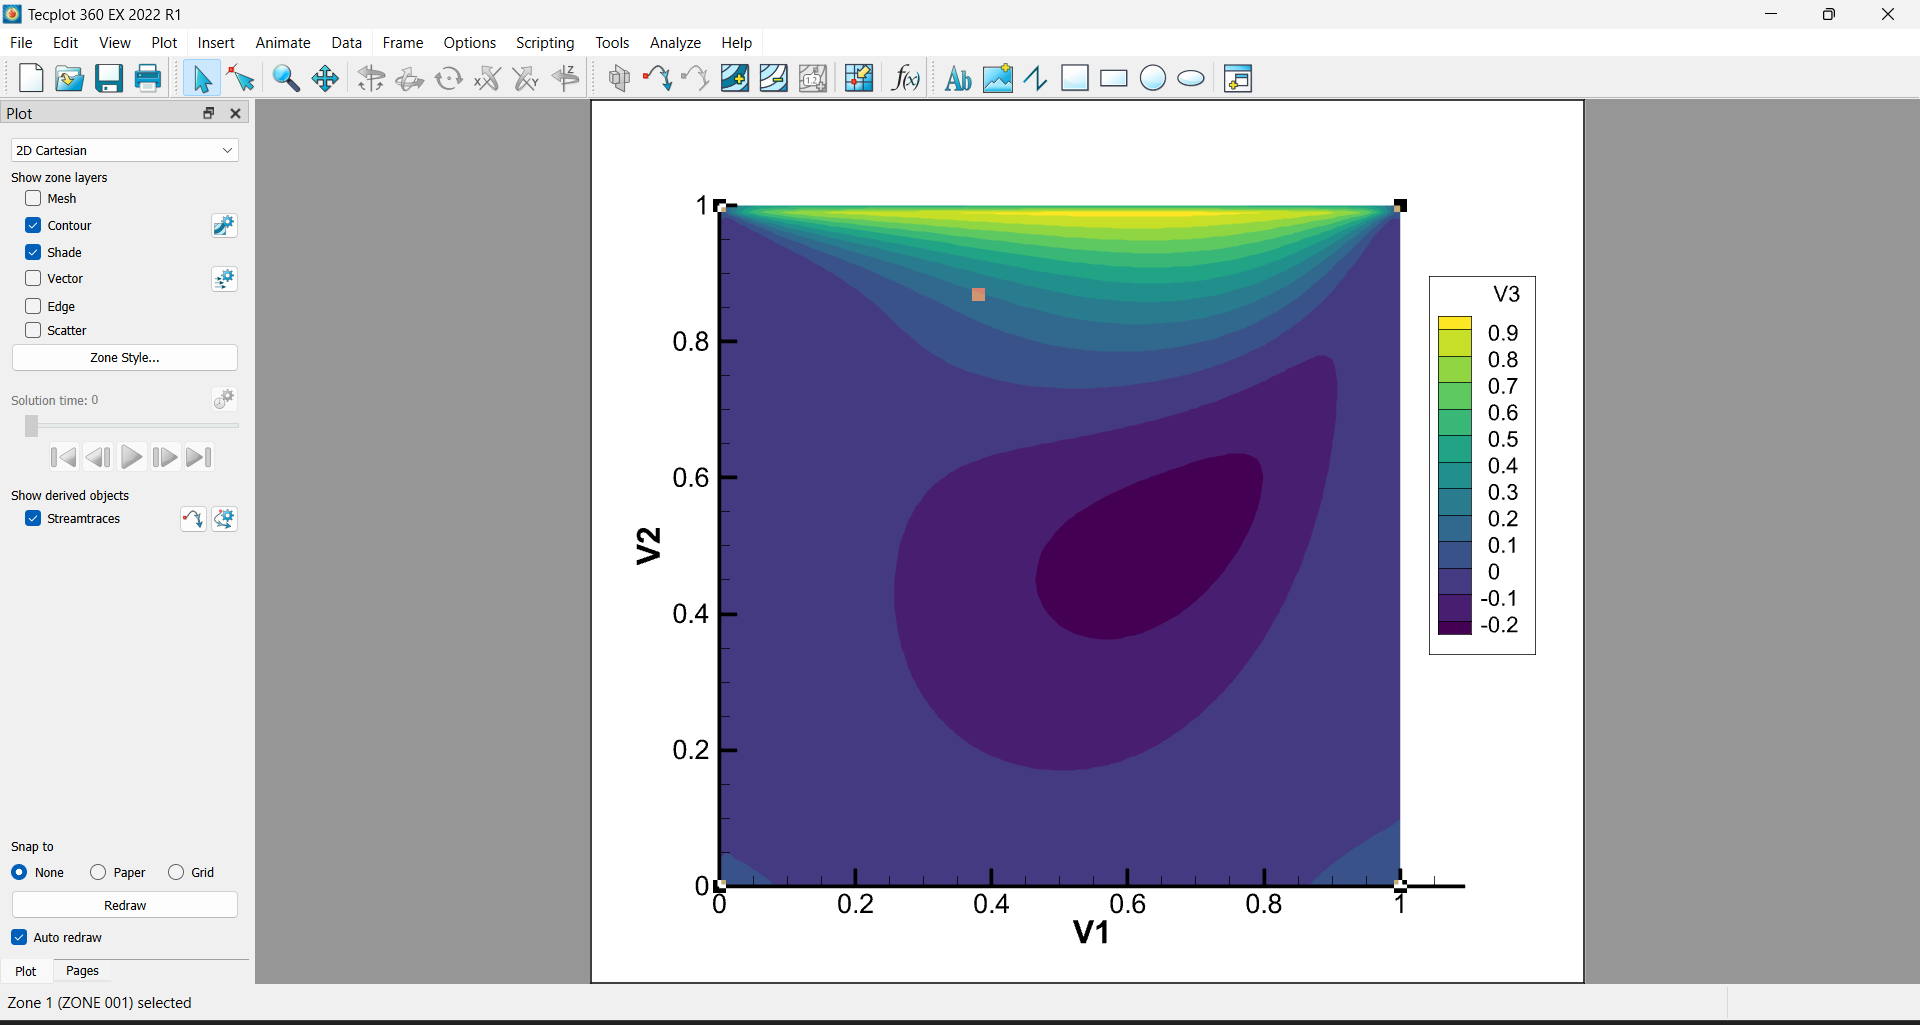 Tecplot 360 EX 2022 R1
File Edit View Plot Insert Animate Data Frame Options Scripting Tools Analyze Help
Plot
2D Cartesian
Show zone layers
Mesh
Contour
Shade
Vector
Edge
Scatter
Zone Style...
Solution time: 0
Show derived objects
Streamtraces
Snap to
None Paper Grid
Redraw
Auto redraw
Plot Pages
Zone 1 (ZONE 001) selected
1
0.8
0.6
0.4
0.2
0
V2
0 0.2 0.4 0.6 0.8 1
V1
V3
0.9
0.8
0.7
0.6
0.5
0.4
0.3
0.2
0.1
0
-0.1
-0.2
X
X
Y
Z
1.2
f(x)
Ab